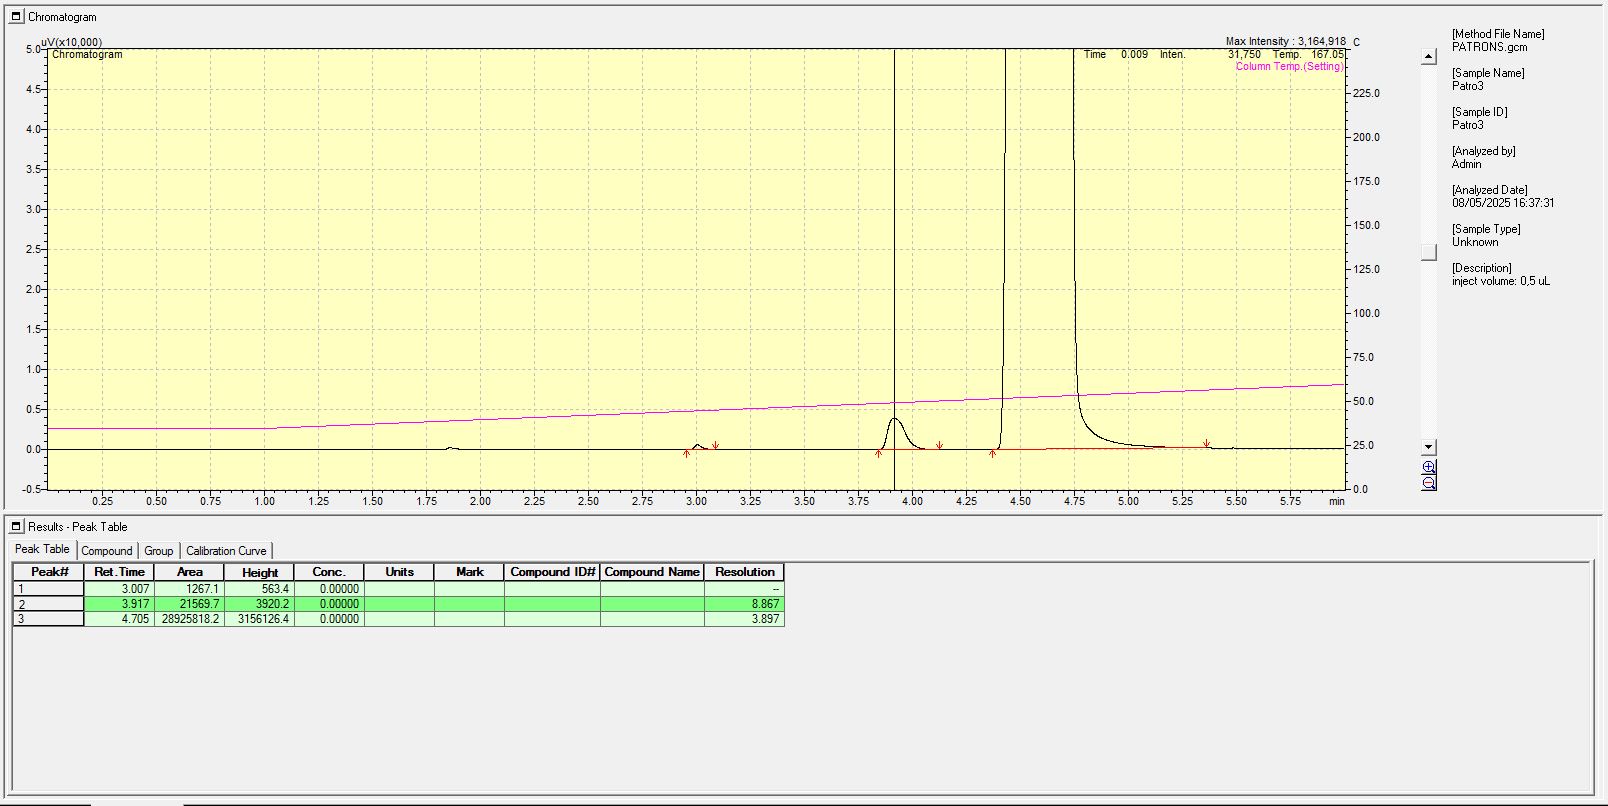 Chromatogram
uV(x10,000)
Max Intensity : 3,164,918 C
Chromatogram
Time 0.009 Inten. 31,750 Temp. 167.05
Column Temp.(Setting)
5.0
4.5
4.0
3.5
3.0
2.5
2.0
1.5
1.0
0.5
0.0
-0.5
225.0
200.0
175.0
150.0
125.0
100.0
75.0
50.0
25.0
0.0
0.25 0.50 0.75 1.00 1.25 1.50 1.75 2.00 2.25 2.50 2.75 3.00 3.25 3.50 3.75 4.00 4.25 4.50 4.75 5.00 5.25 5.50 5.75 min
[Method File Name]
PATRONS.gcm
[Sample Name]
Patro3
[Sample ID]
Patro3
[Analyzed by]
Admin
[Analyzed Date]
08/05/2025 16:37:31
[Sample Type]
Unknown
[Description]
inject volume: 0,5 uL
Results - Peak Table
Peak Table Compound Group Calibration Curve
Peak# Ret.Time Area Height Conc. Units Mark Compound ID# Compound Name Resolution
1 3.007 1267.1 563.4 0.00000 --
2 3.917 21569.7 3920.2 0.00000 8.867
3 4.705 28925818.2 3156126.4 0.00000 3.897